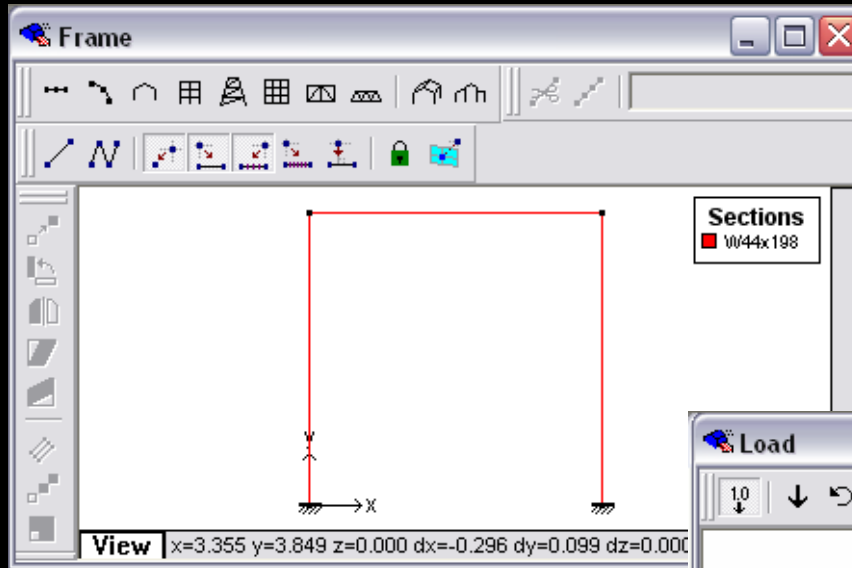 Frame
Sections
W44x198
Y
X
View x=3.355 y=3.849 z=0.000 dx=-0.296 dy=0.099 dz=0.000
Load
1.0